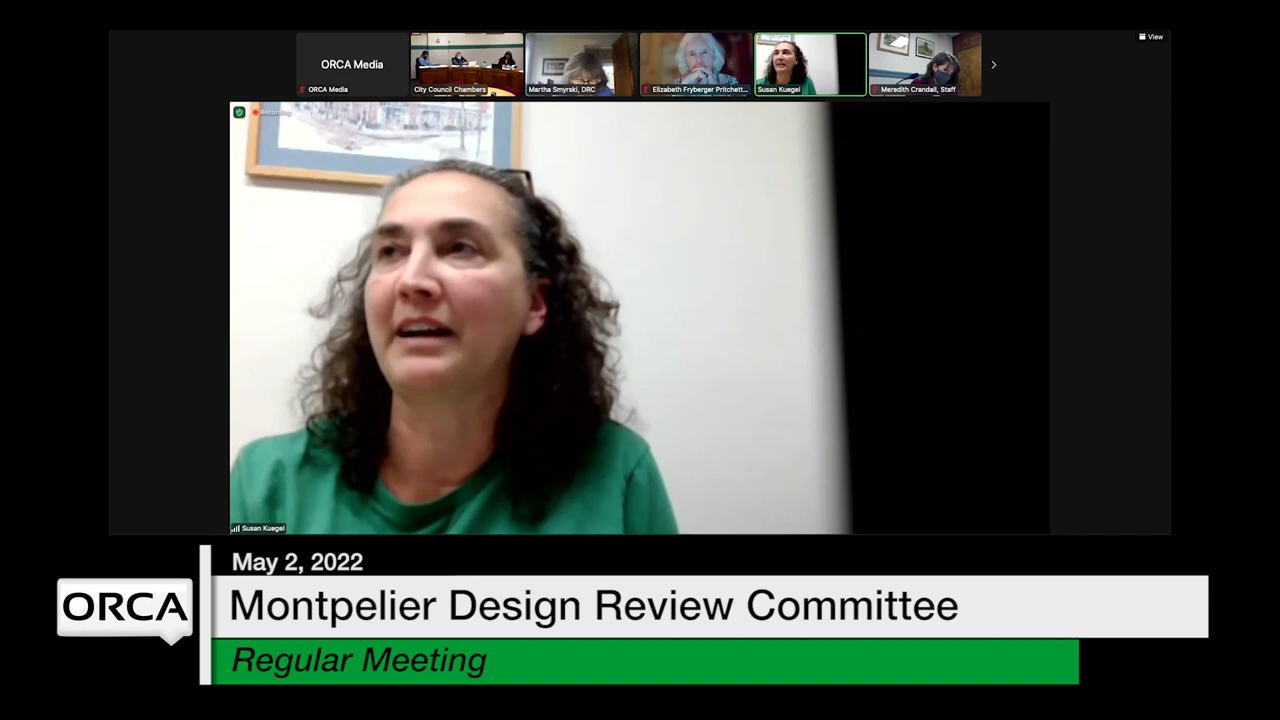 View
ORCA Media
ORCA Media
City Council Chambers
Martha Smyrski, DRC
Elizabeth Fryberger Pritchett...
Susan Kuegel
Meredith Crandall, Staff
Recording
Susan Kuegel
May 2, 2022
ORCA
Montpelier Design Review Committee
Regular Meeting